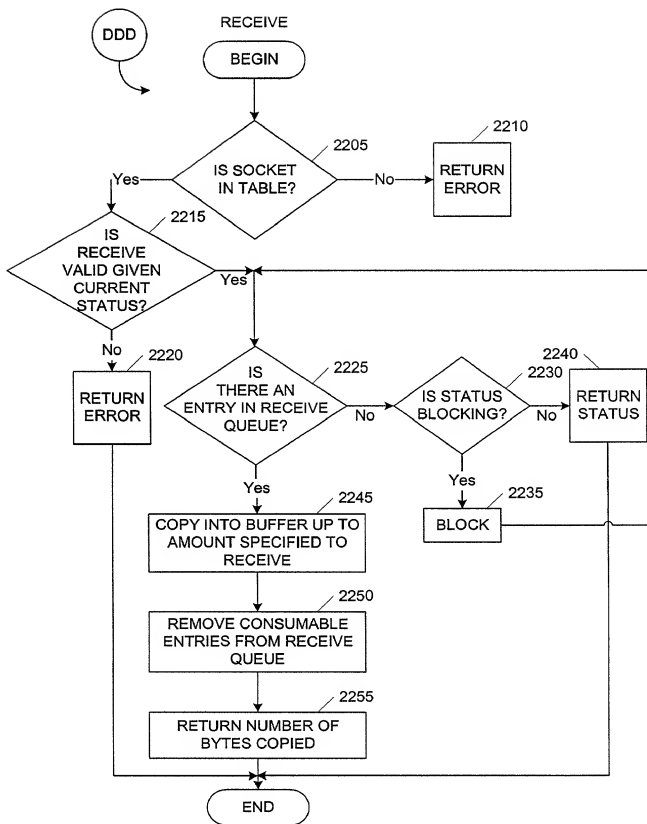 DDD
RECEIVE
BEGIN
2205
IS SOCKET
IN TABLE?
Yes
No
2210
RETURN
ERROR
2215
IS
RECEIVE
VALID GIVEN
CURRENT
STATUS?
Yes
No
2220
RETURN
ERROR
2225
IS
THERE AN
ENTRY IN RECEIVE
QUEUE?
No
Yes
2230
IS STATUS
BLOCKING?
No
Yes
2240
RETURN
STATUS
2235
BLOCK
2245
COPY INTO BUFFER UP TO
AMOUNT SPECIFIED TO
RECEIVE
2250
REMOVE CONSUMABLE
ENTRIES FROM RECEIVE
QUEUE
2255
RETURN NUMBER OF
BYTES COPIED
END